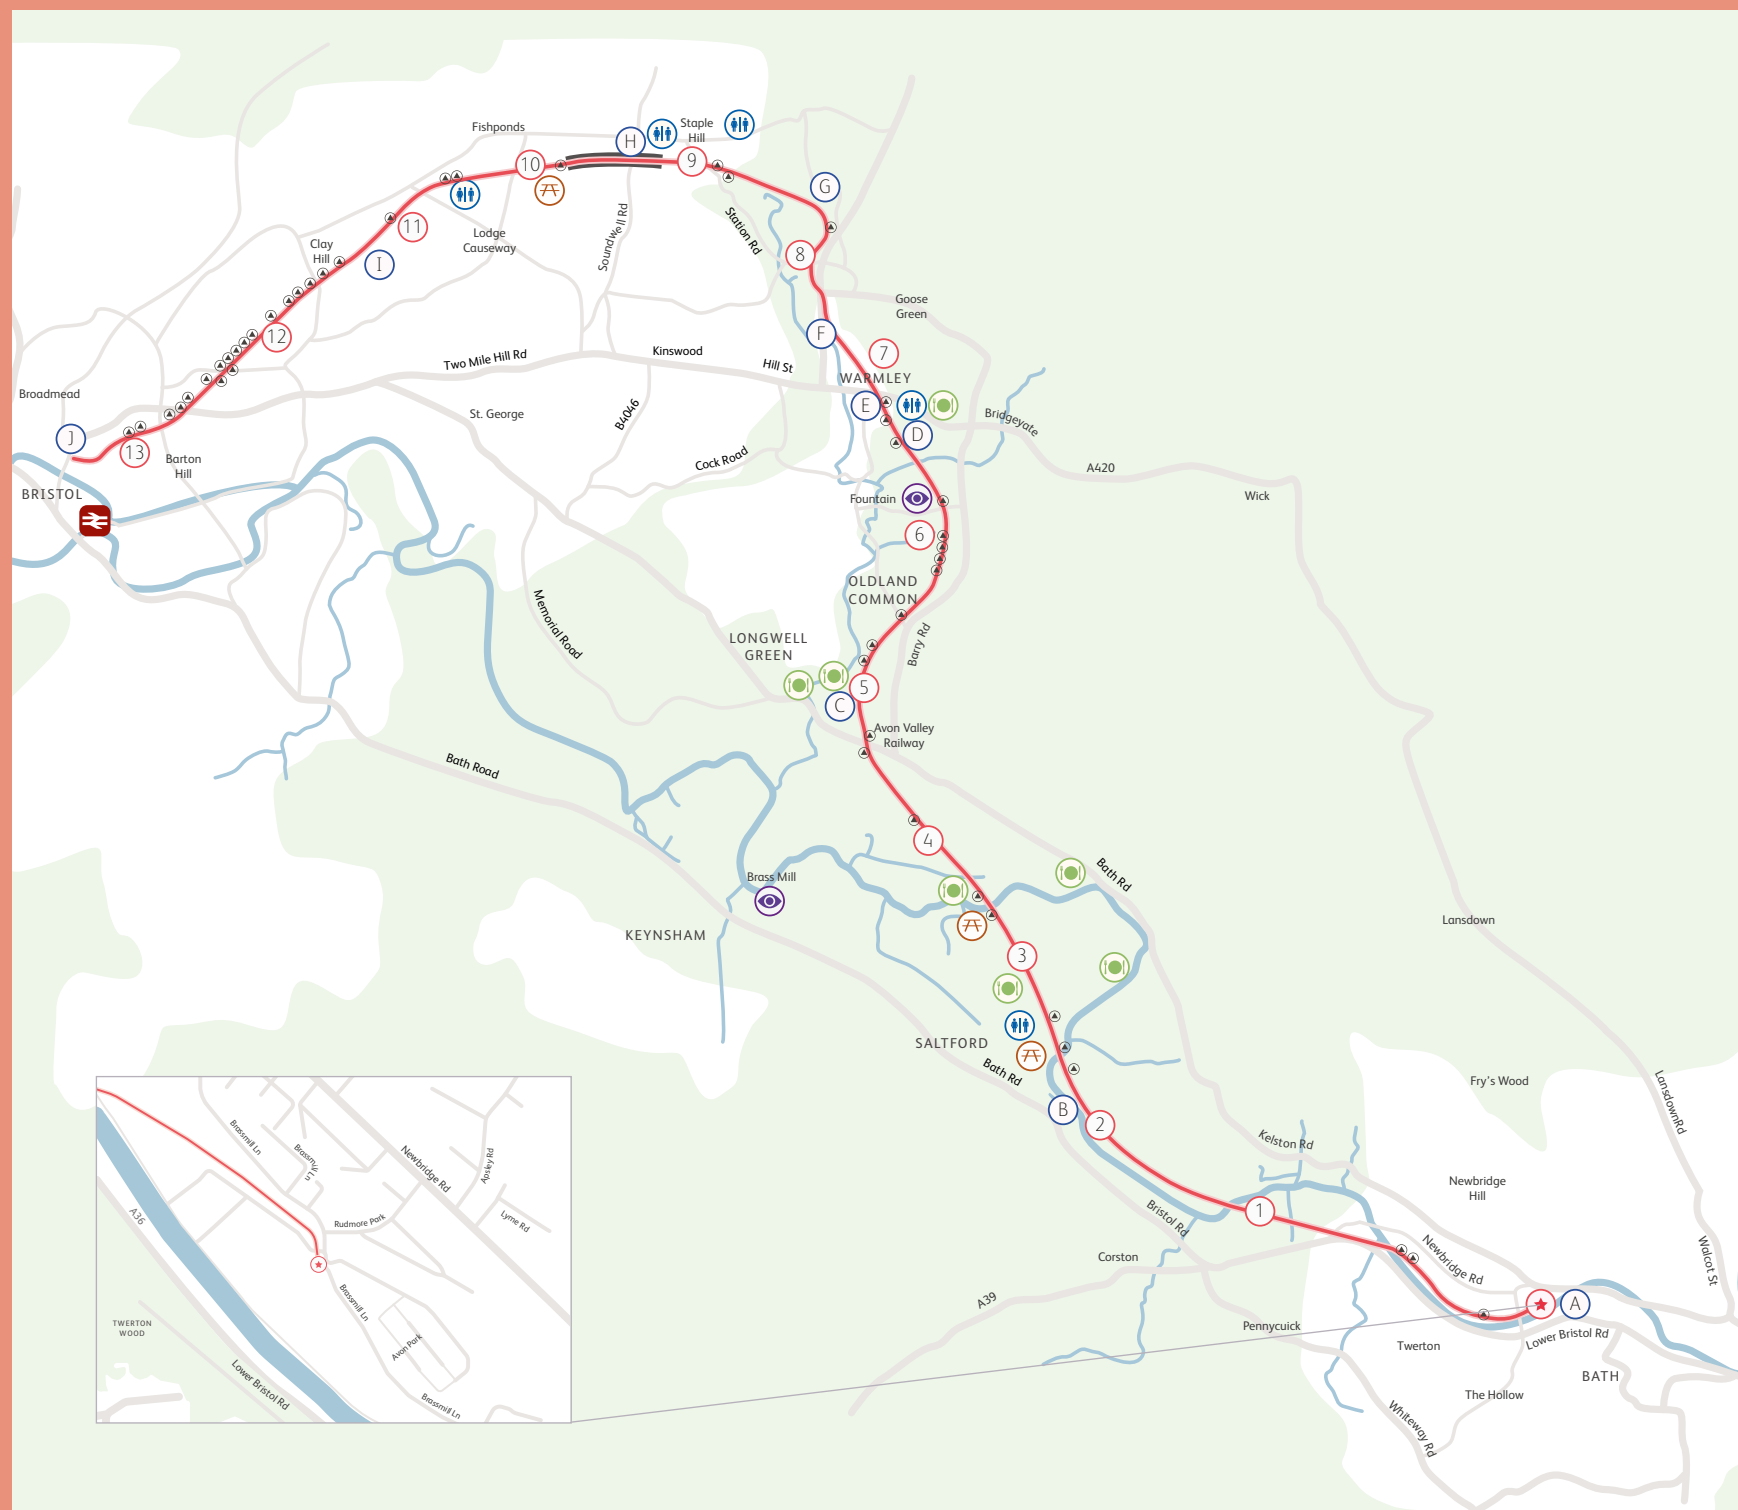 Fishponds
Staple
Hill
H
10
9
G
11
Lodge
Causeway
Soundwell Rd
Station Rd
Clay
Hill
I
8
Goose
Green
12
F
7
Two Mile Hill Rd
Kinswood
Hill St
WARMLEY
Broadmead
St. George
B4046
E
D
Bridgeyate
J
13
Barton
Hill
Cock Road
A420
BRISTOL
Fountain
Wick
6
OLDLAND
COMMON
Memorial Road
LONGWELL
GREEN
Barry Rd
5
C
Avon Valley
Railway
Bath Road
4
Brass Mill
Bath Rd
Lansdown
KEYNSHAM
3
SALTFORD
Bath Rd
Fry's Wood
LansdownRd
B
2
Kelston Rd
Newbridge
Hill
1
Bristol Rd
Corston
Newbridge Rd
Walcot St
A39
A
Pennycuick
Twerton
Lower Bristol Rd
BATH
The Hollow
Whiteway Rd
Brassmill Ln
Brassmill Ln
Newbridge Rd
Apsley Rd
A36
Rudmore Park
Lyme Rd
Brassmill Ln
TWERTON
WOOD
Avon Park
Lower Bristol Rd
Brassmill Ln